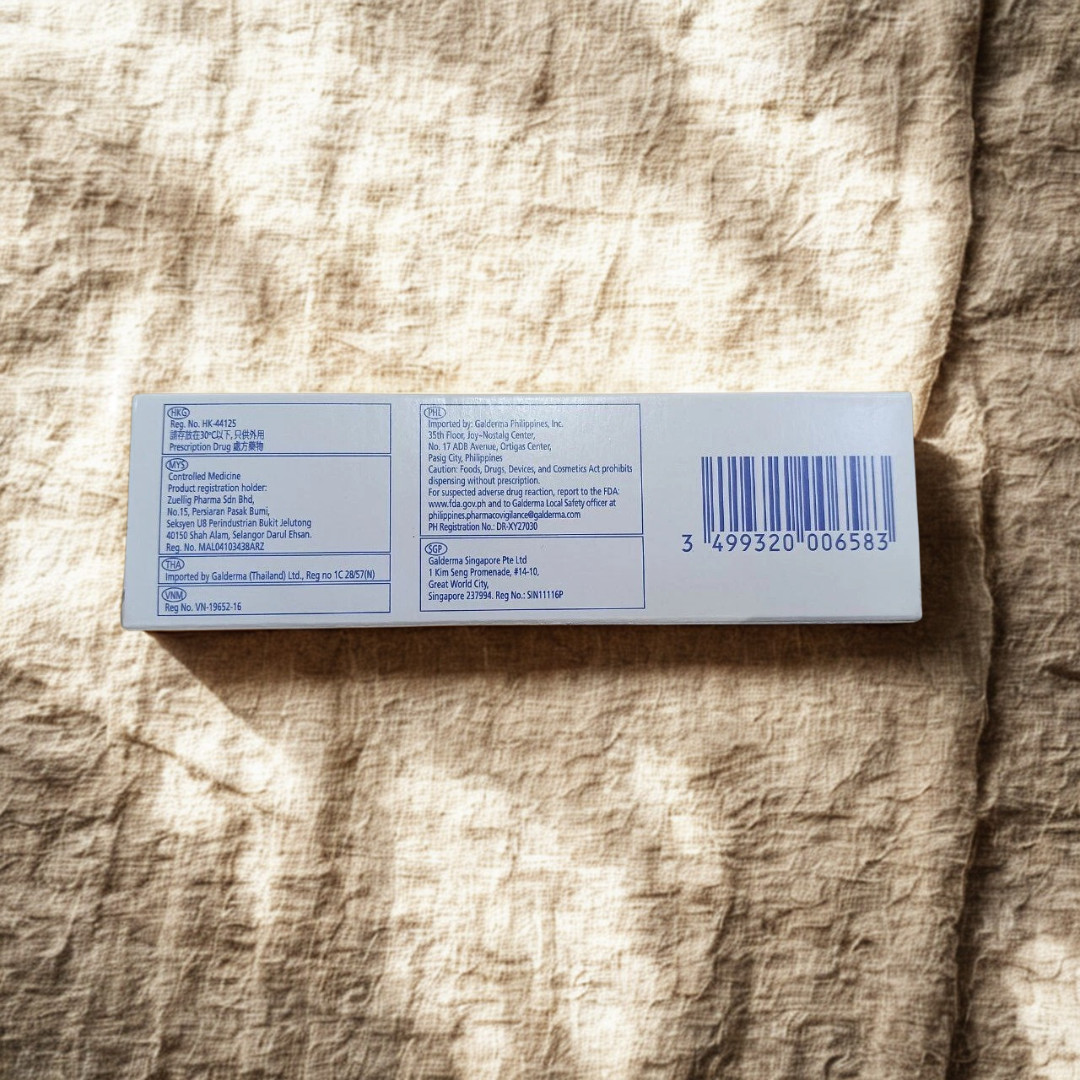 HKG
Reg. No. HK-44125
請存放在30℃以下, 只供外用
Prescription Drug 處方藥物
MYS
Controlled Medicine
Product registration holder:
Zuellig Pharma Sdn Bhd,
No.15, Persiaran Pasak Bumi,
Seksyen U8 Perindustrian Bukit Jelutong
40150 Shah Alam, Selangor Darul Ehsan.
Reg. No. MAL04103438ARZ
THA
Imported by Galderma (Thailand) Ltd., Reg no 1C 28/57(N)
VNM
Reg No. VN-19652-16
PHL
Imported by: Galderma Philippines, Inc.
35th Floor, Joy~Nostalg Center,
No. 17 ADB Avenue, Ortigas Center,
Pasig City, Philippines
Caution: Foods, Drugs, Devices, and Cosmetics Act prohibits
dispensing without prescription.
For suspected adverse drug reaction, report to the FDA:
www.fda.gov.ph and to Galderma Local Safety officer at
philippines.pharmacovigilance@galderma.com
PH Registration No.: DR-XY27030
SGP
Galderma Singapore Pte Ltd
1 Kim Seng Promenade, #14-10,
Great World City,
Singapore 237994. Reg No.: SIN11116P
3 499320 006583